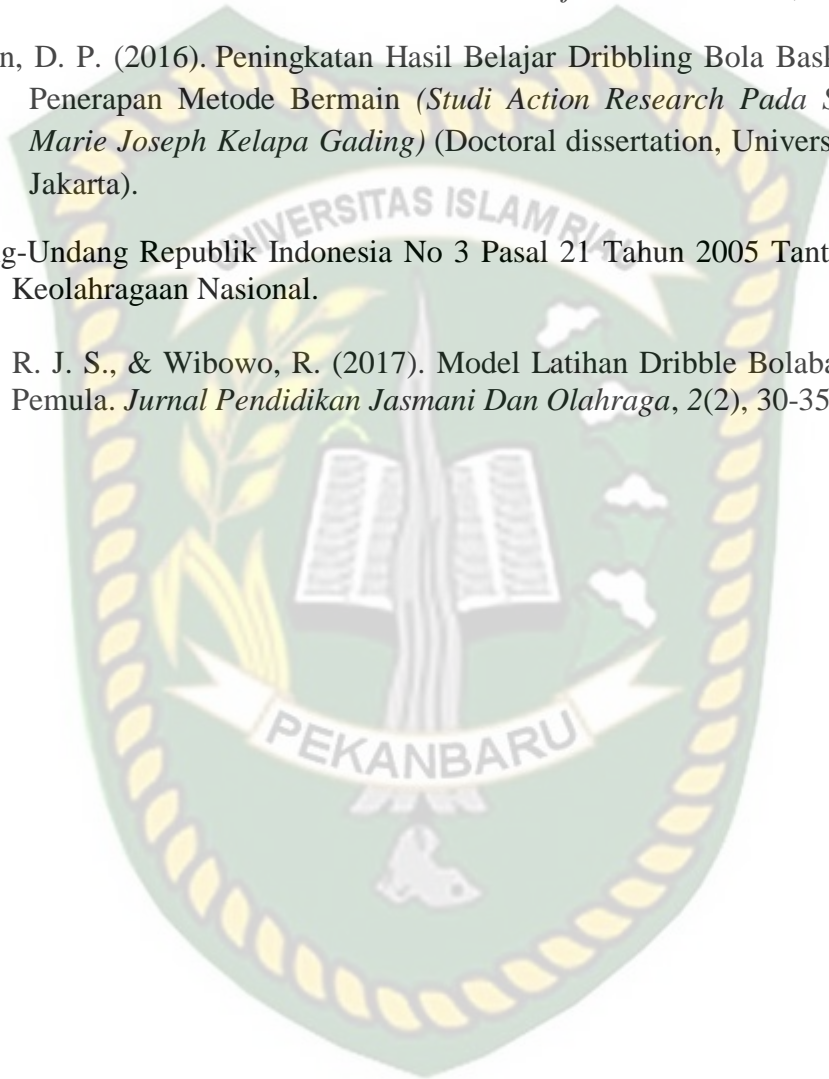 n, D. P. (2016). Peningkatan Hasil Belajar Dribbling Bola Bask
Penerapan Metode Bermain (Studi Action Research Pada S
Marie Joseph Kelapa Gading) (Doctoral dissertation, Univers
Jakarta).
UNIVERSITAS ISLAM RIAU
g-Undang Republik Indonesia No 3 Pasal 21 Tahun 2005 Tant
Keolahragaan Nasional.
R. J. S., & Wibowo, R. (2017). Model Latihan Dribble Bolaba
Pemula. Jurnal Pendidikan Jasmani Dan Olahraga, 2(2), 30-35
PEKANBARU